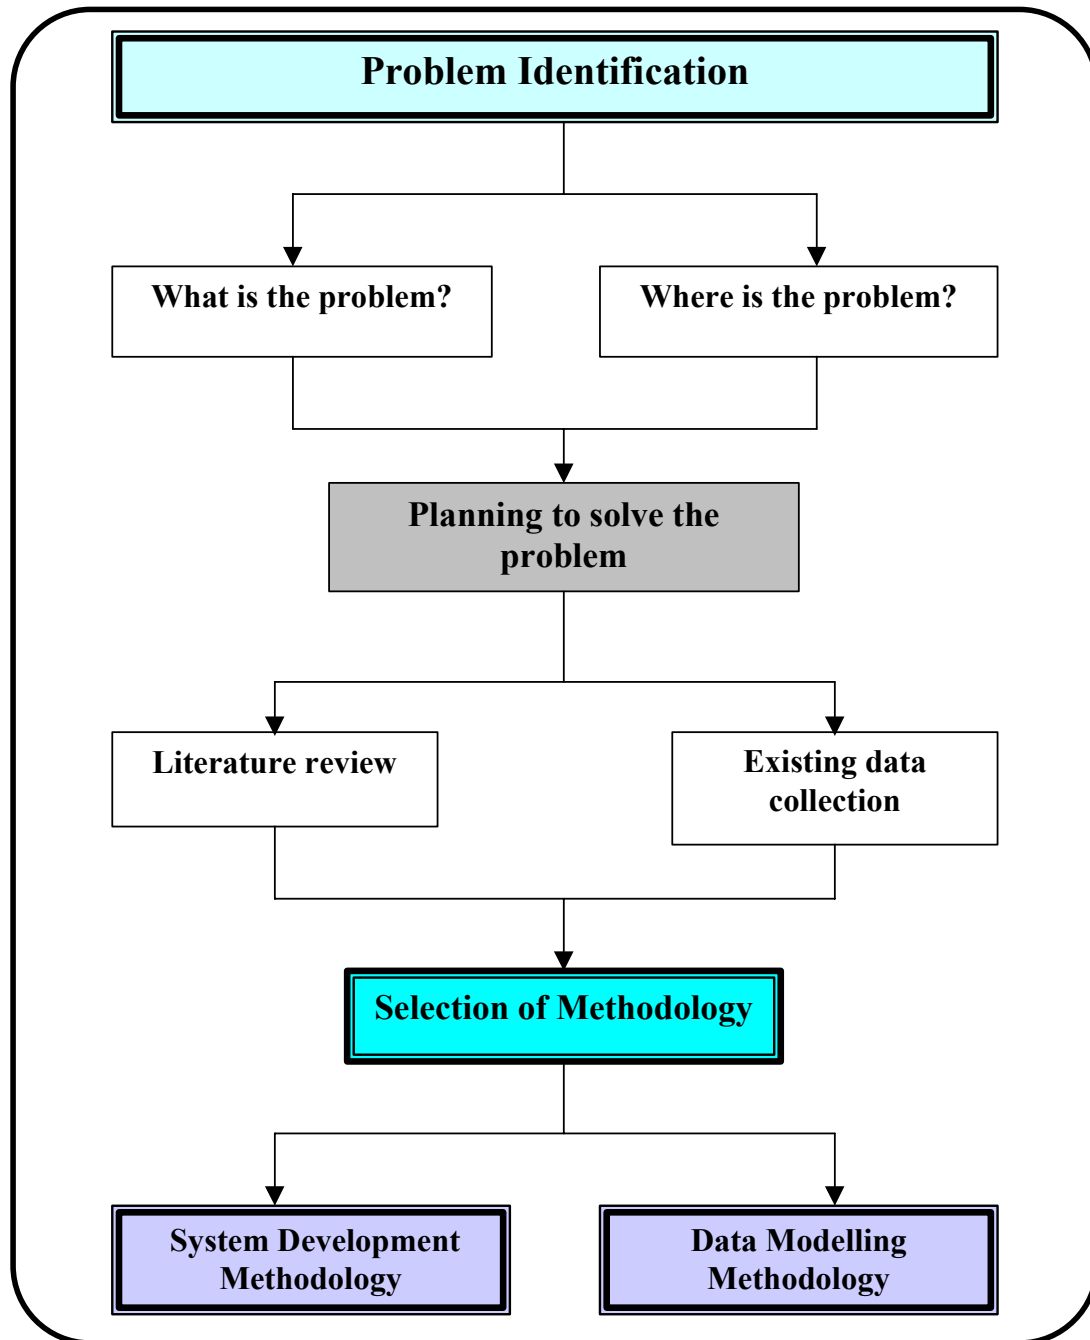 Problem Identification
What is the problem?
Where is the problem?
Planning to solve the
problem
Literature review
Existing data
collection
Selection of Methodology
System Development
Methodology
Data Modelling
Methodology